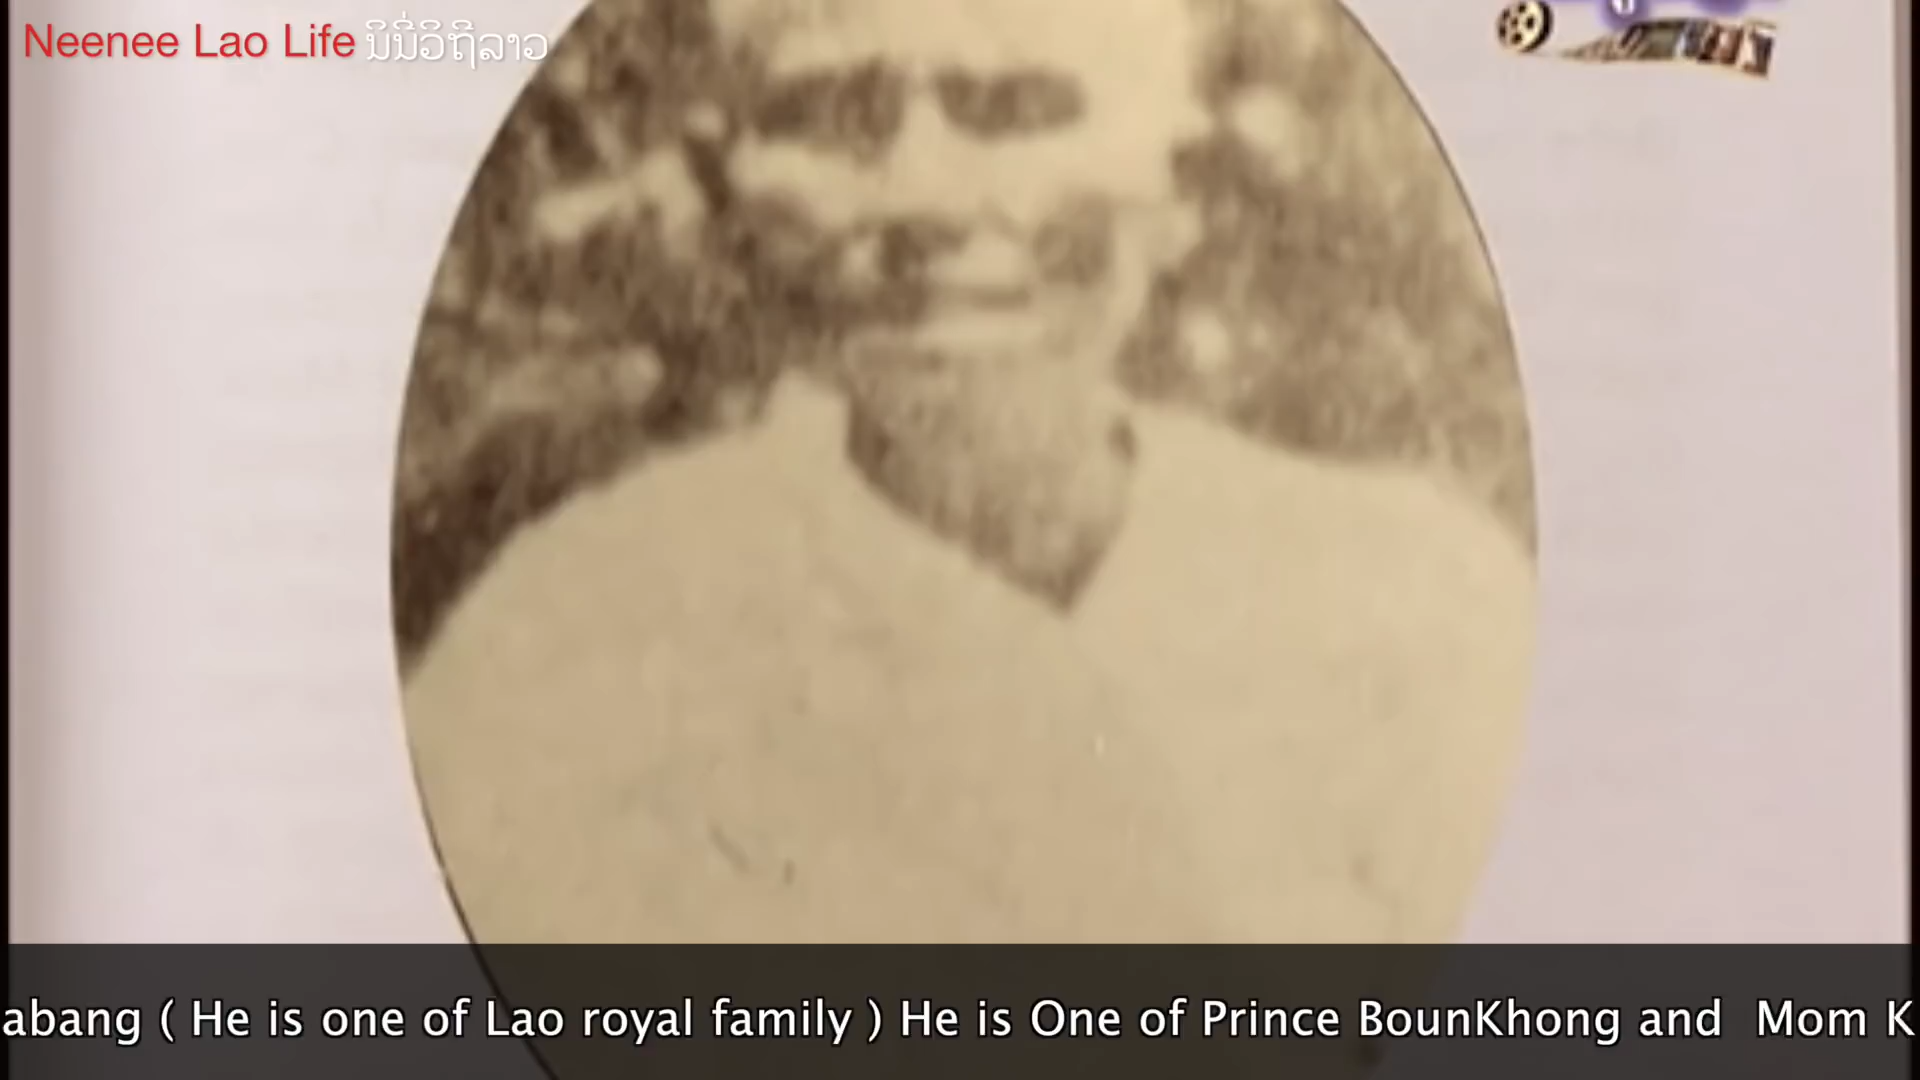 Neenee Lao Life ນິນີ່ວິຖີລາວ
abang ( He is one of Lao royal family ) He is One of Prince BounKhong and Mom K